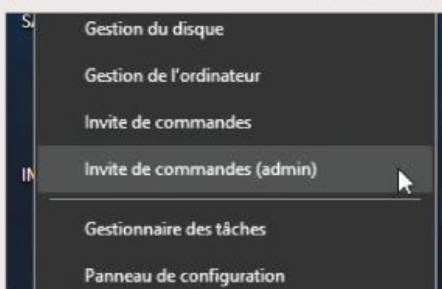 Gestion du disque
Gestion de l'ordinateur
Invite de commandes
Invite de commandes (admin)
Gestionnaire des tâches
Panneau de configuration